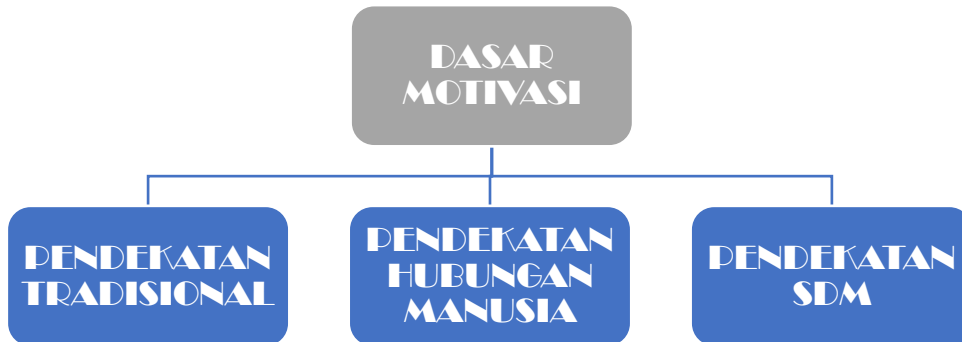 DASAR
MOTIVASI
PENDEKATAN
TRADISIONAL
PENDEKATAN
HUBUNGAN
MANUSIA
PENDEKATAN
SDM